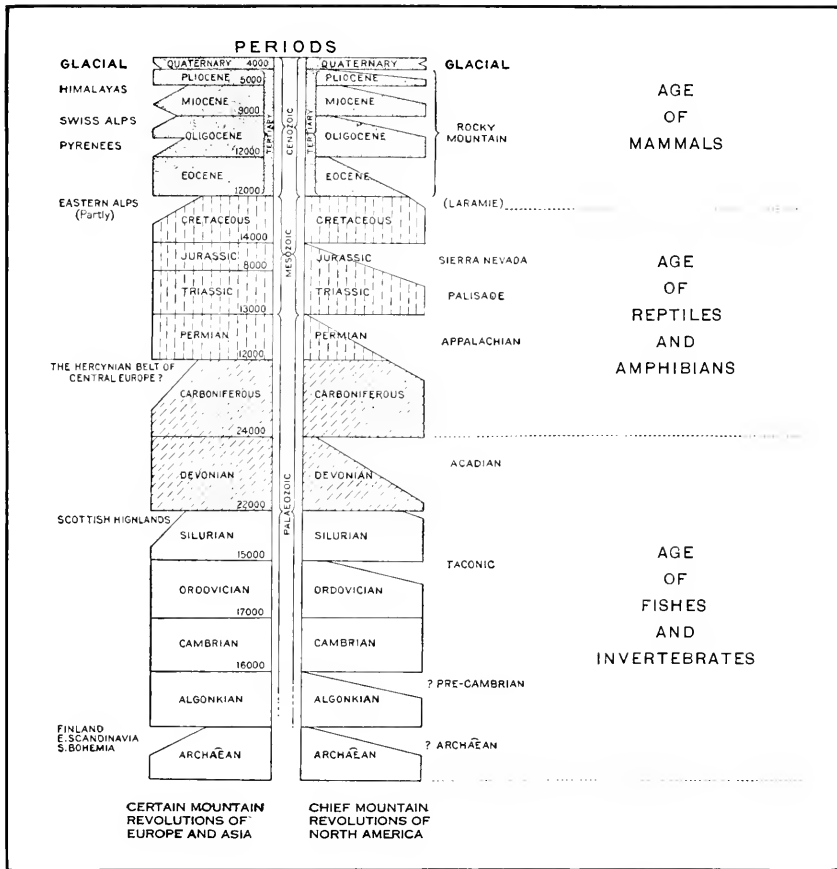 PERIODS
GLACIAL
QUATERNARY 4000
QUATERNARY
GLACIAL
PLIOCENE 5000
PLIOCENE
HIMALAYAS
MIOCENE
9000
MIOCENE
SWISS ALPS
OLIGOCENE
12000
OLIGOCENE
PYRENEES
EOCENE
12000
EOCENE
TERTIARY
CENOZOIC
TERTIARY
ROCKY
MOUNTAIN
AGE
OF
MAMMALS
EASTERN ALPS
(Partly)
CRETACEOUS
14000
CRETACEOUS
(LARAMIE)
JURASSIC
8000
JURASSIC
SIERRA NEVADA
TRIASSIC
13000
TRIASSIC
PALISADE
MESOZOIC
PERMIAN
12000
PERMIAN
APPALACHIAN
AGE
OF
REPTILES
AND
AMPHIBIANS
THE HERCYNIAN BELT OF
CENTRAL EUROPE ?
CARBONIFEROUS
24000
CARBONIFEROUS
DEVONIAN
22000
DEVONIAN
ACADIAN
PALAEOZOIC
SCOTTISH HIGHLANDS
SILURIAN
15000
SILURIAN
TACONIC
ORDOVICIAN
17000
ORDOVICIAN
CAMBRIAN
16000
CAMBRIAN
AGE
OF
FISHES
AND
INVERTEBRATES
ALGONKIAN
ALGONKIAN
? PRE-CAMBRIAN
FINLAND
E. SCANDINAVIA
S. BOHEMIA
ARCHÆAN
ARCHÆAN
? ARCHÆAN
CERTAIN MOUNTAIN
REVOLUTIONS OF
EUROPE AND ASIA
CHIEF MOUNTAIN
REVOLUTIONS OF
NORTH AMERICA